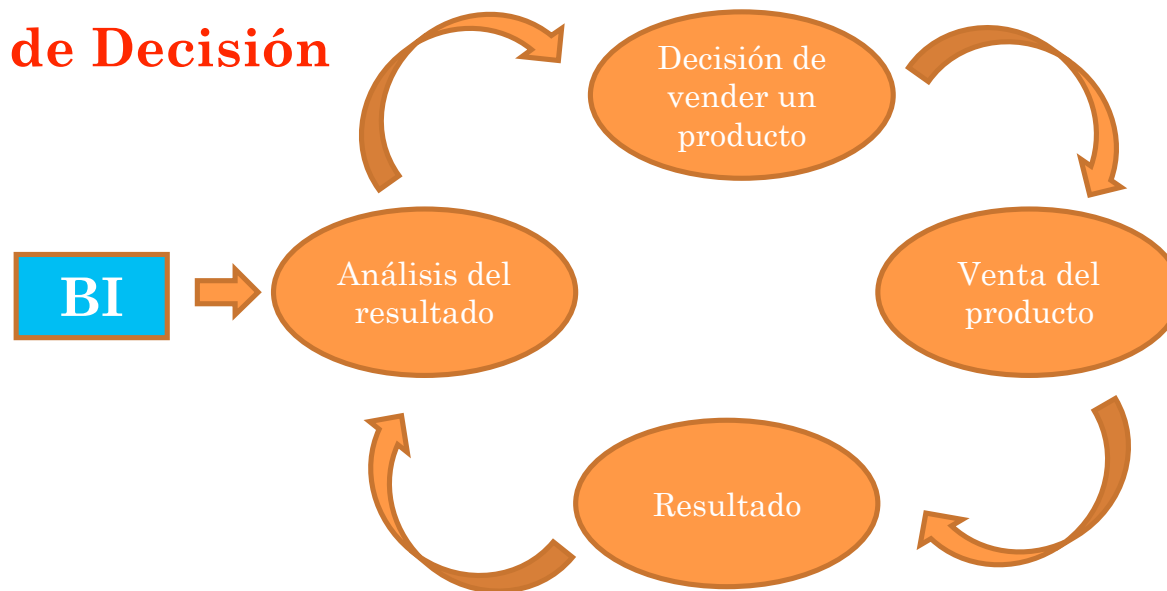 de Decisión
Decisión de
vender un
producto
BI
Análisis del
resultado
Venta del
producto
Resultado